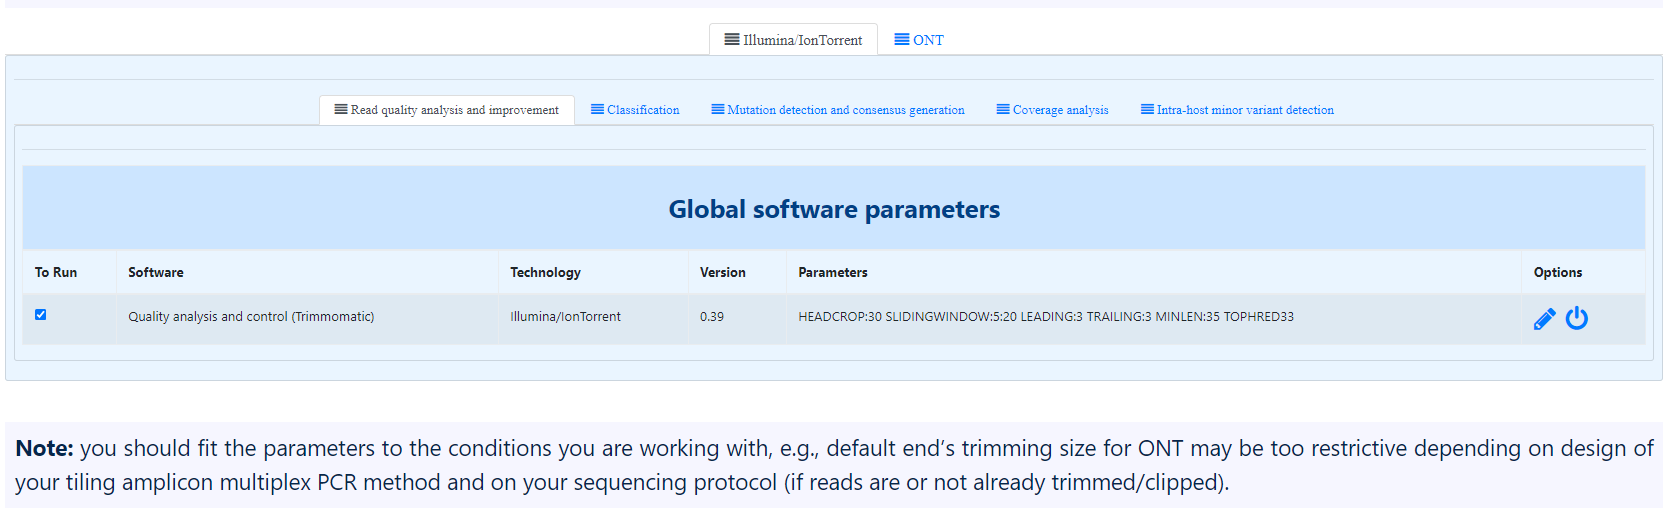 Illumina/IonTorrent ONT
Read quality analysis and improvement Classification Mutation detection and consensus generation Coverage analysis Intra-host minor variant detection
Global software parameters
To Run Software Technology Version Parameters Options
Quality analysis and control (Trimmomatic) Illumina/IonTorrent 0.39 HEADCROP:30 SLIDINGWINDOW:5:20 LEADING:3 TRAILING:3 MINLEN:35 TOPHRED33
Note: you should fit the parameters to the conditions you are working with, e.g., default end’s trimming size for ONT may be too restrictive depending on design of
your tiling amplicon multiplex PCR method and on your sequencing protocol (if reads are or not already trimmed/clipped).